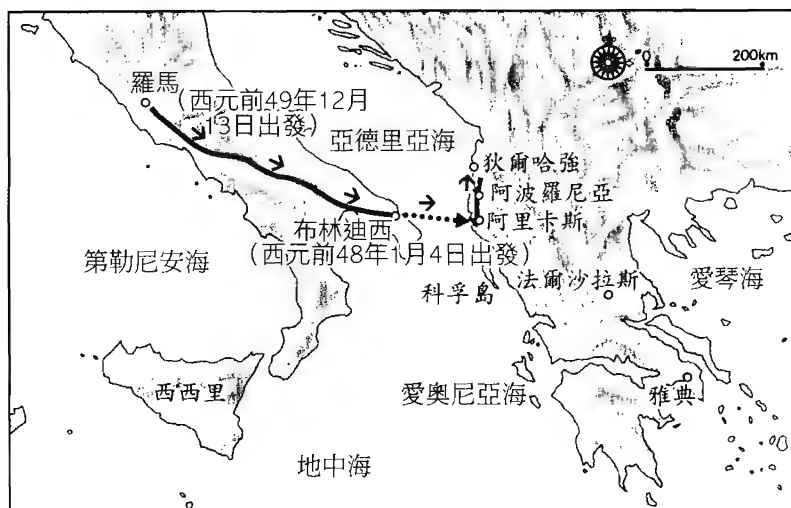 0
200km
羅馬
（西元前49年12月
13日出發）
亞德里亞海
狄爾哈強
阿波羅尼亞
阿里卡斯
布林迪西
（西元前48年1月4日出發）
第勒尼安海
科孚島
法爾沙拉斯
愛琴海
西西里
愛奧尼亞海
雅典
地中海